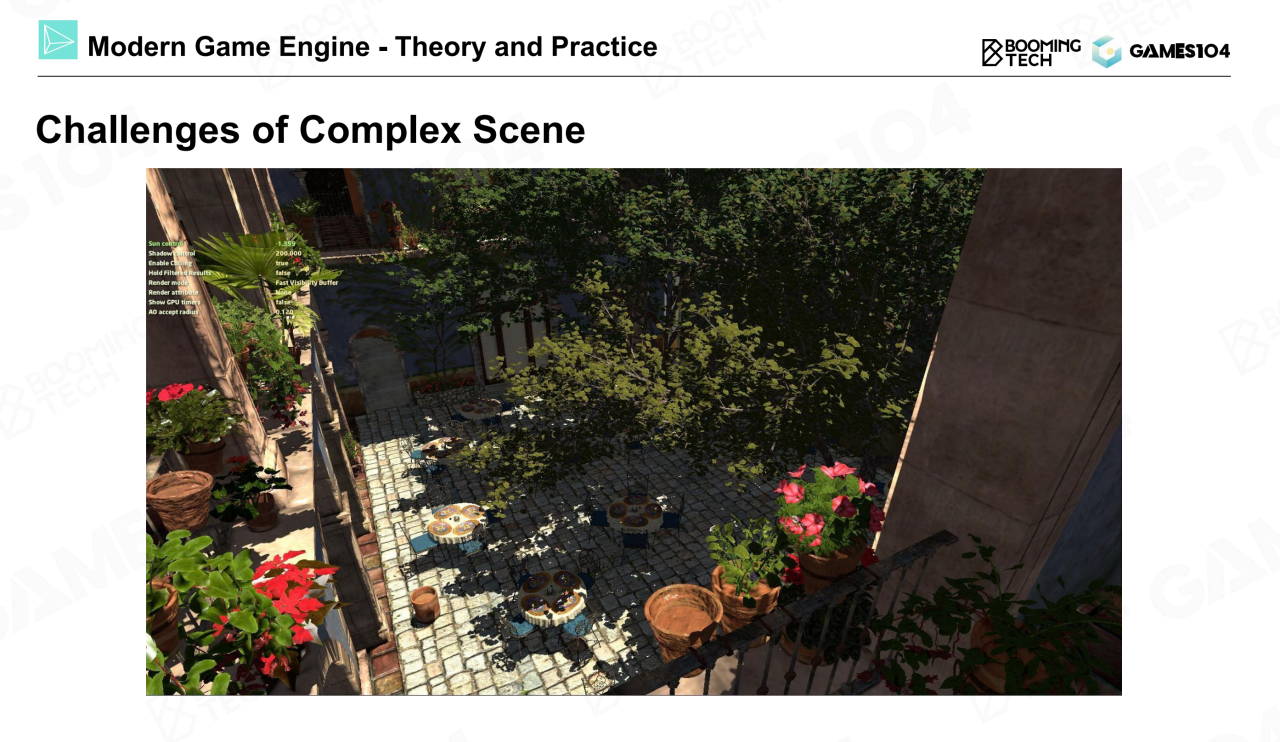 Modern Game Engine - Theory and Practice
BOOMING
TECH
GAMES104
Challenges of Complex Scene
Sun control -1.359
Shadow control 200.000
Enable Culling true
Hold Filtered Results false
Render mode Fast Visibility Buffer
Render attribute
Show GPU timers false
AO accept radius 0.120